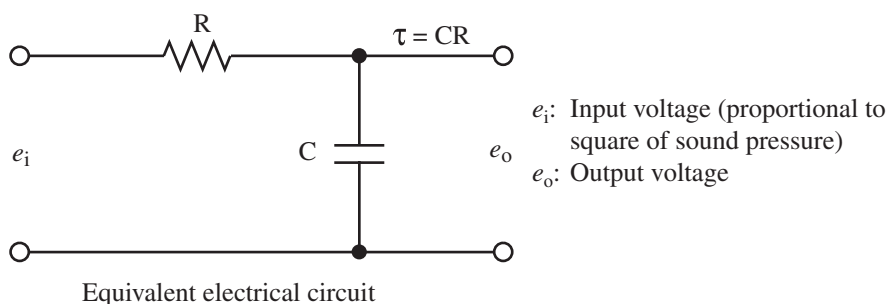 R
τ = CR
eᵢ: Input voltage (proportional to
square of sound pressure)
C
eᵢ
eₒ
eₒ: Output voltage
Equivalent electrical circuit